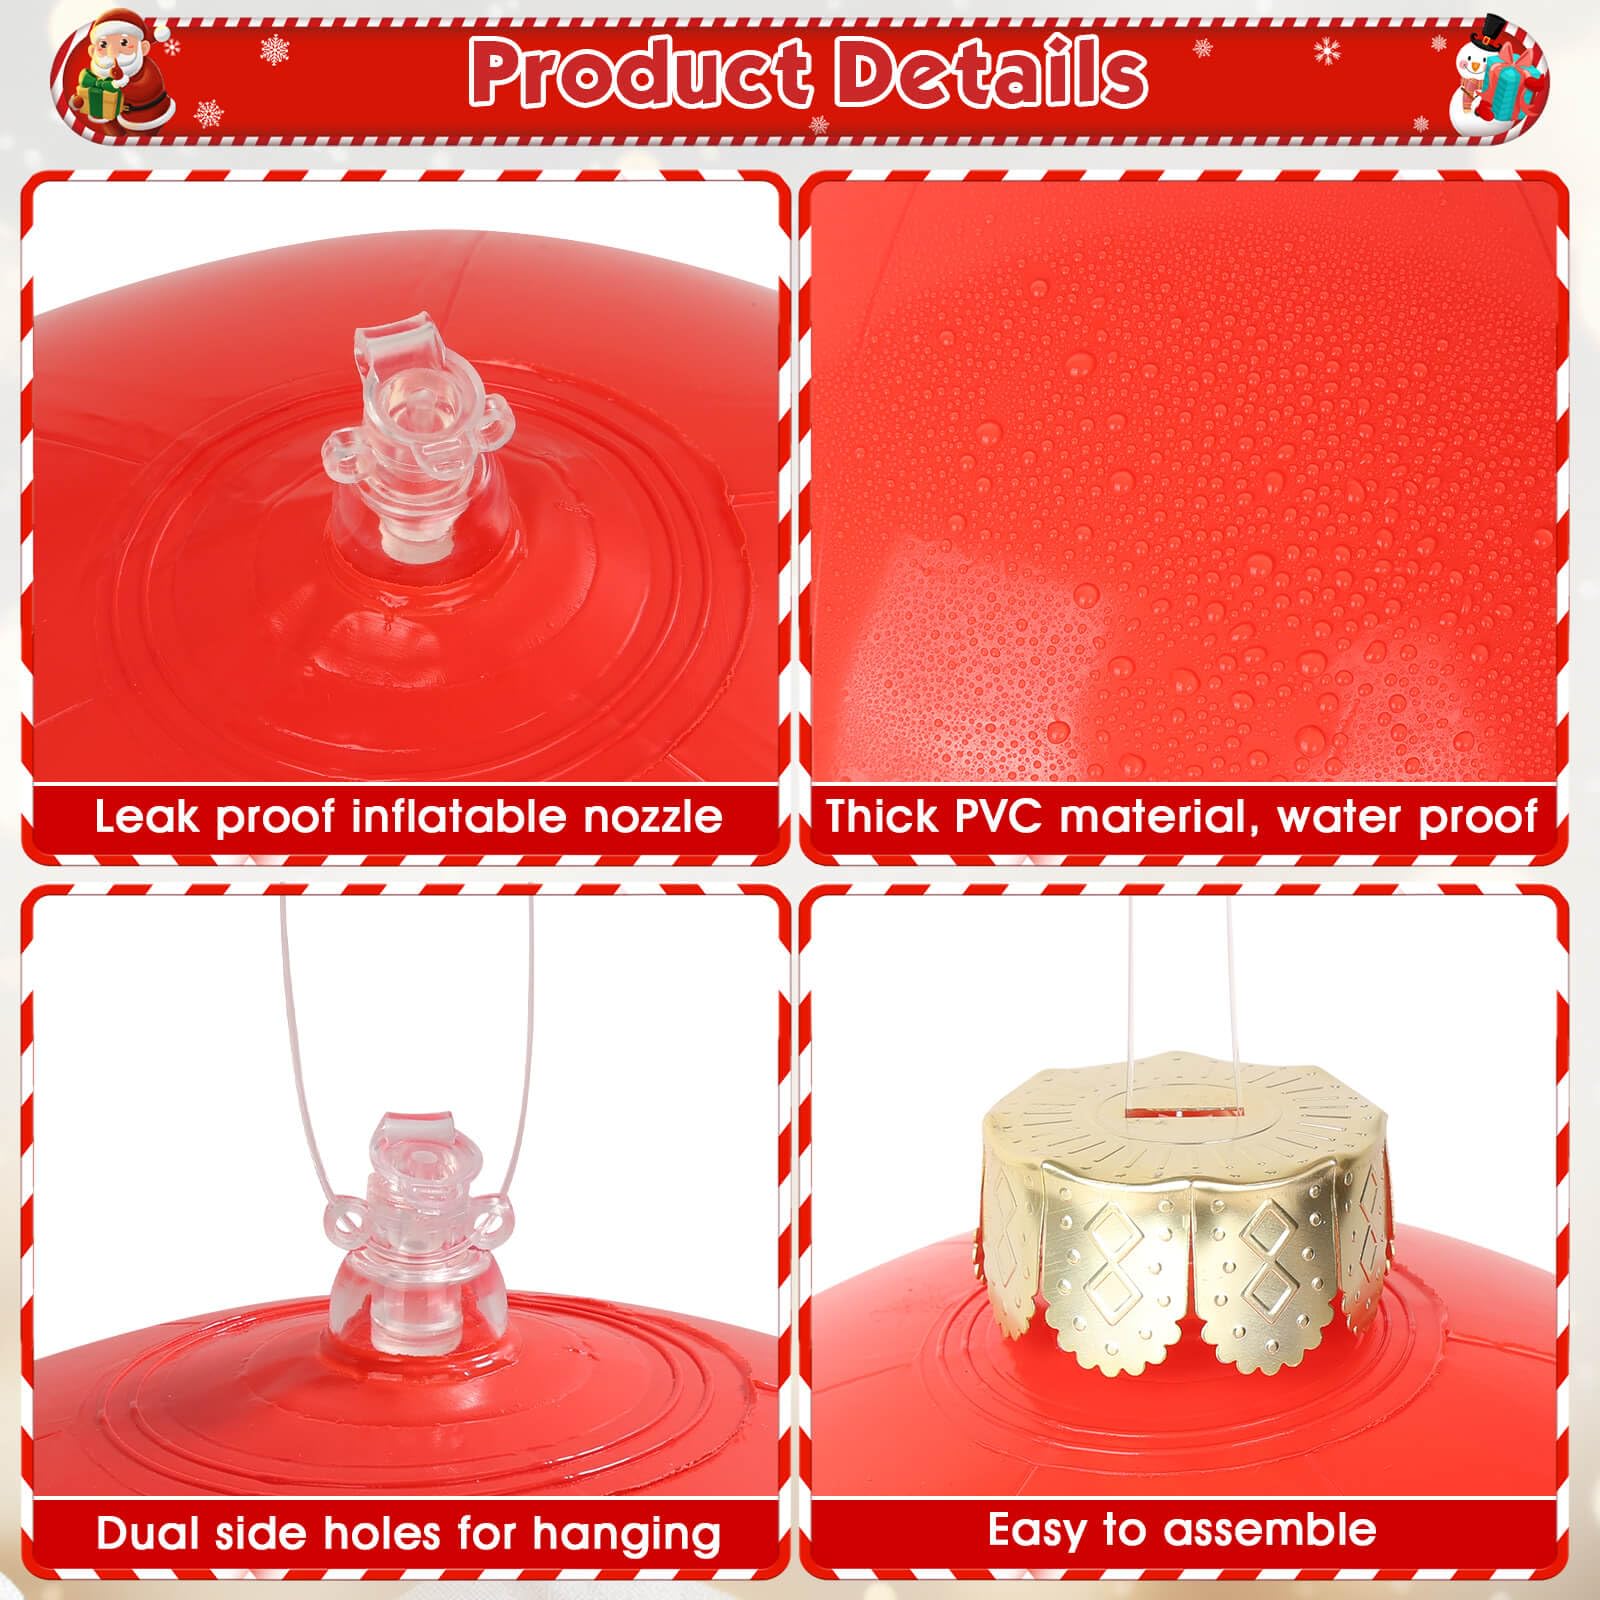 Product Details
Leak proof inflatable nozzle
Thick PVC material, water proof
Dual side holes for hanging
Easy to assemble